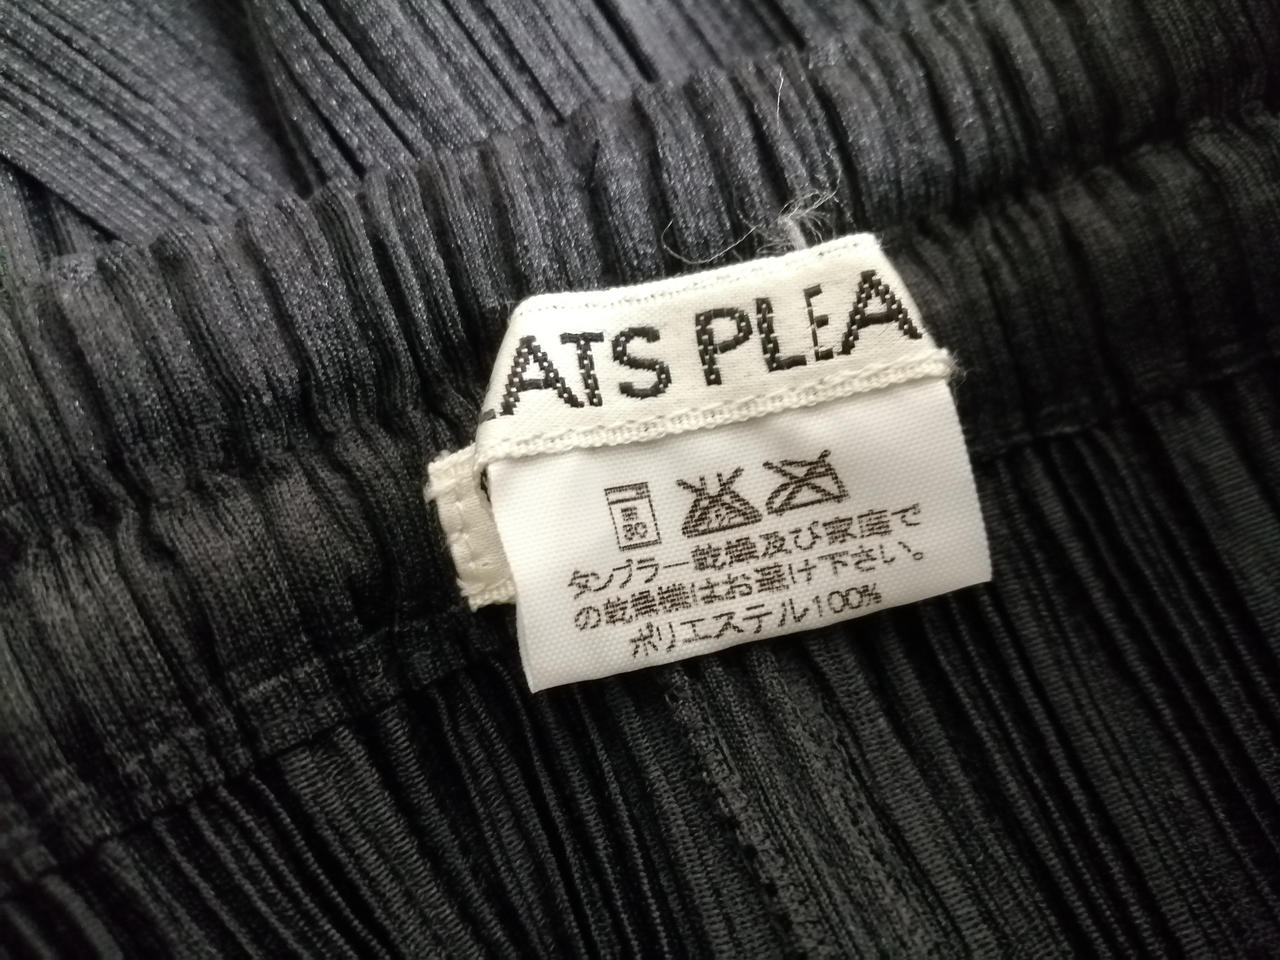 LATS PLEA
30
タンブラー乾燥及び家庭で
の乾燥機はお避け下さい。
ポリエステル100%